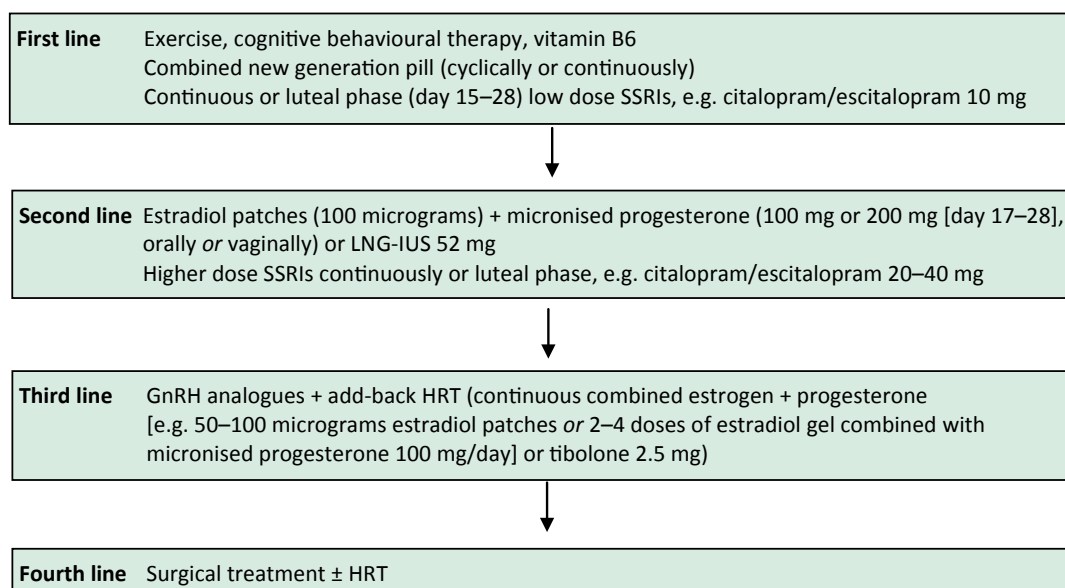 First line Exercise, cognitive behavioural therapy, vitamin B6
Combined new generation pill (cyclically or continuously)
Continuous or luteal phase (day 15–28) low dose SSRIs, e.g. citalopram/escitalopram 10 mg
Second line Estradiol patches (100 micrograms) + micronised progesterone (100 mg or 200 mg [day 17–28],
orally or vaginally) or LNG-IUS 52 mg
Higher dose SSRIs continuously or luteal phase, e.g. citalopram/escitalopram 20–40 mg
Third line GnRH analogues + add-back HRT (continuous combined estrogen + progesterone
[e.g. 50–100 micrograms estradiol patches or 2–4 doses of estradiol gel combined with
micronised progesterone 100 mg/day] or tibolone 2.5 mg)
Fourth line Surgical treatment ± HRT